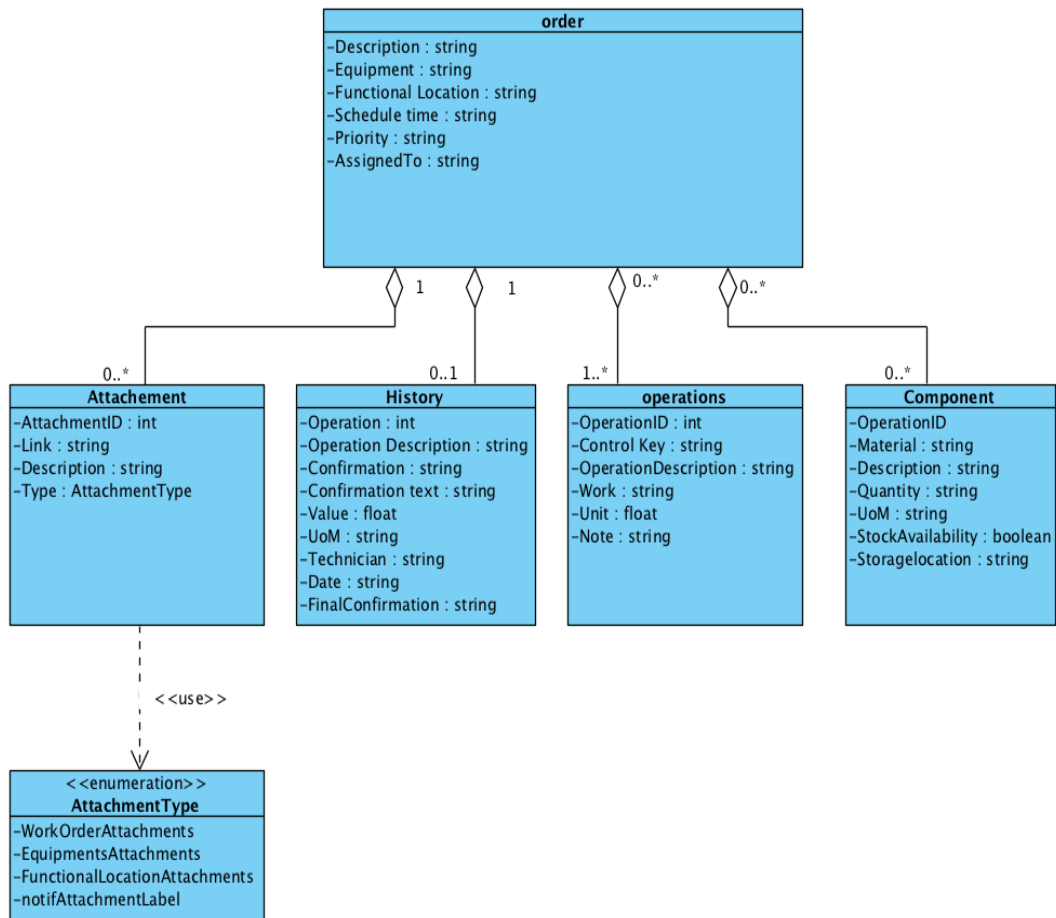 order
-Description : string
-Equipment : string
-Functional Location : string
-Schedule time : string
-Priority : string
-AssignedTo : string
1
1
0..*
0..*
0..*
0..1
1..*
0..*
Attachement
-AttachmentID : int
-Link : string
-Description : string
-Type : AttachmentType
History
-Operation : int
-Operation Description : string
-Confirmation : string
-Confirmation text : string
-Value : float
-UoM : string
-Technician : string
-Date : string
-FinalConfirmation : string
operations
-OperationID : int
-Control Key : string
-OperationDescription : string
-Work : string
-Unit : float
-Note : string
Component
-OperationID
-Material : string
-Description : string
-Quantity : string
-UoM : string
-StockAvailability : boolean
-Storagelocation : string
<<use>>
<<enumeration>>
AttachmentType
-WorkOrderAttachments
-EquipmentsAttachments
-FunctionalLocationAttachments
-notifAttachmentLabel